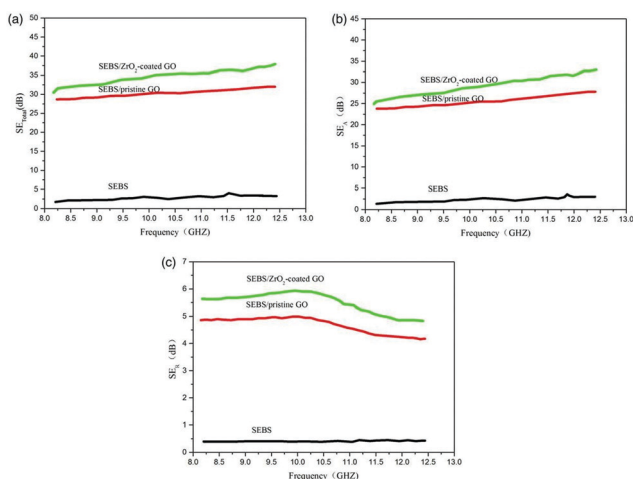 (a)
50
45
40
35
30
25
20
15
10
5
0
SE Total (dB)
SEBS/ZrO2-coated GO
SEBS/pristine GO
SEBS
8.0 8.5 9.0 9.5 10.0 10.5 11.0 11.5 12.0 12.5 13.0
Frequency（GHZ）
(b)
45
40
35
30
25
20
15
10
5
0
SE A（dB）
SEBS/ZrO2-coated GO
SEBS/pristine GO
SEBS
8.0 8.5 9.0 9.5 10.0 10.5 11.0 11.5 12.0 12.5 13.0
Frequency（GHZ）
(c)
7
6
5
4
3
2
1
0
SE R（dB）
SEBS/ZrO2-coated GO
SEBS/pristine GO
SEBS
8.0 8.5 9.0 9.5 10.0 10.5 11.0 11.5 12.0 12.5 13.0
Frequency（GHZ）